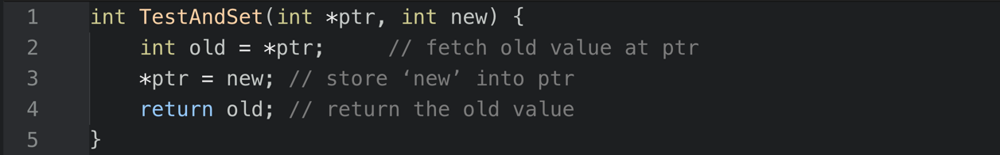 1 int TestAndSet(int *ptr, int new) {
2     int old = *ptr;     // fetch old value at ptr
3     *ptr = new; // store ‘new’ into ptr
4     return old; // return the old value
5 }